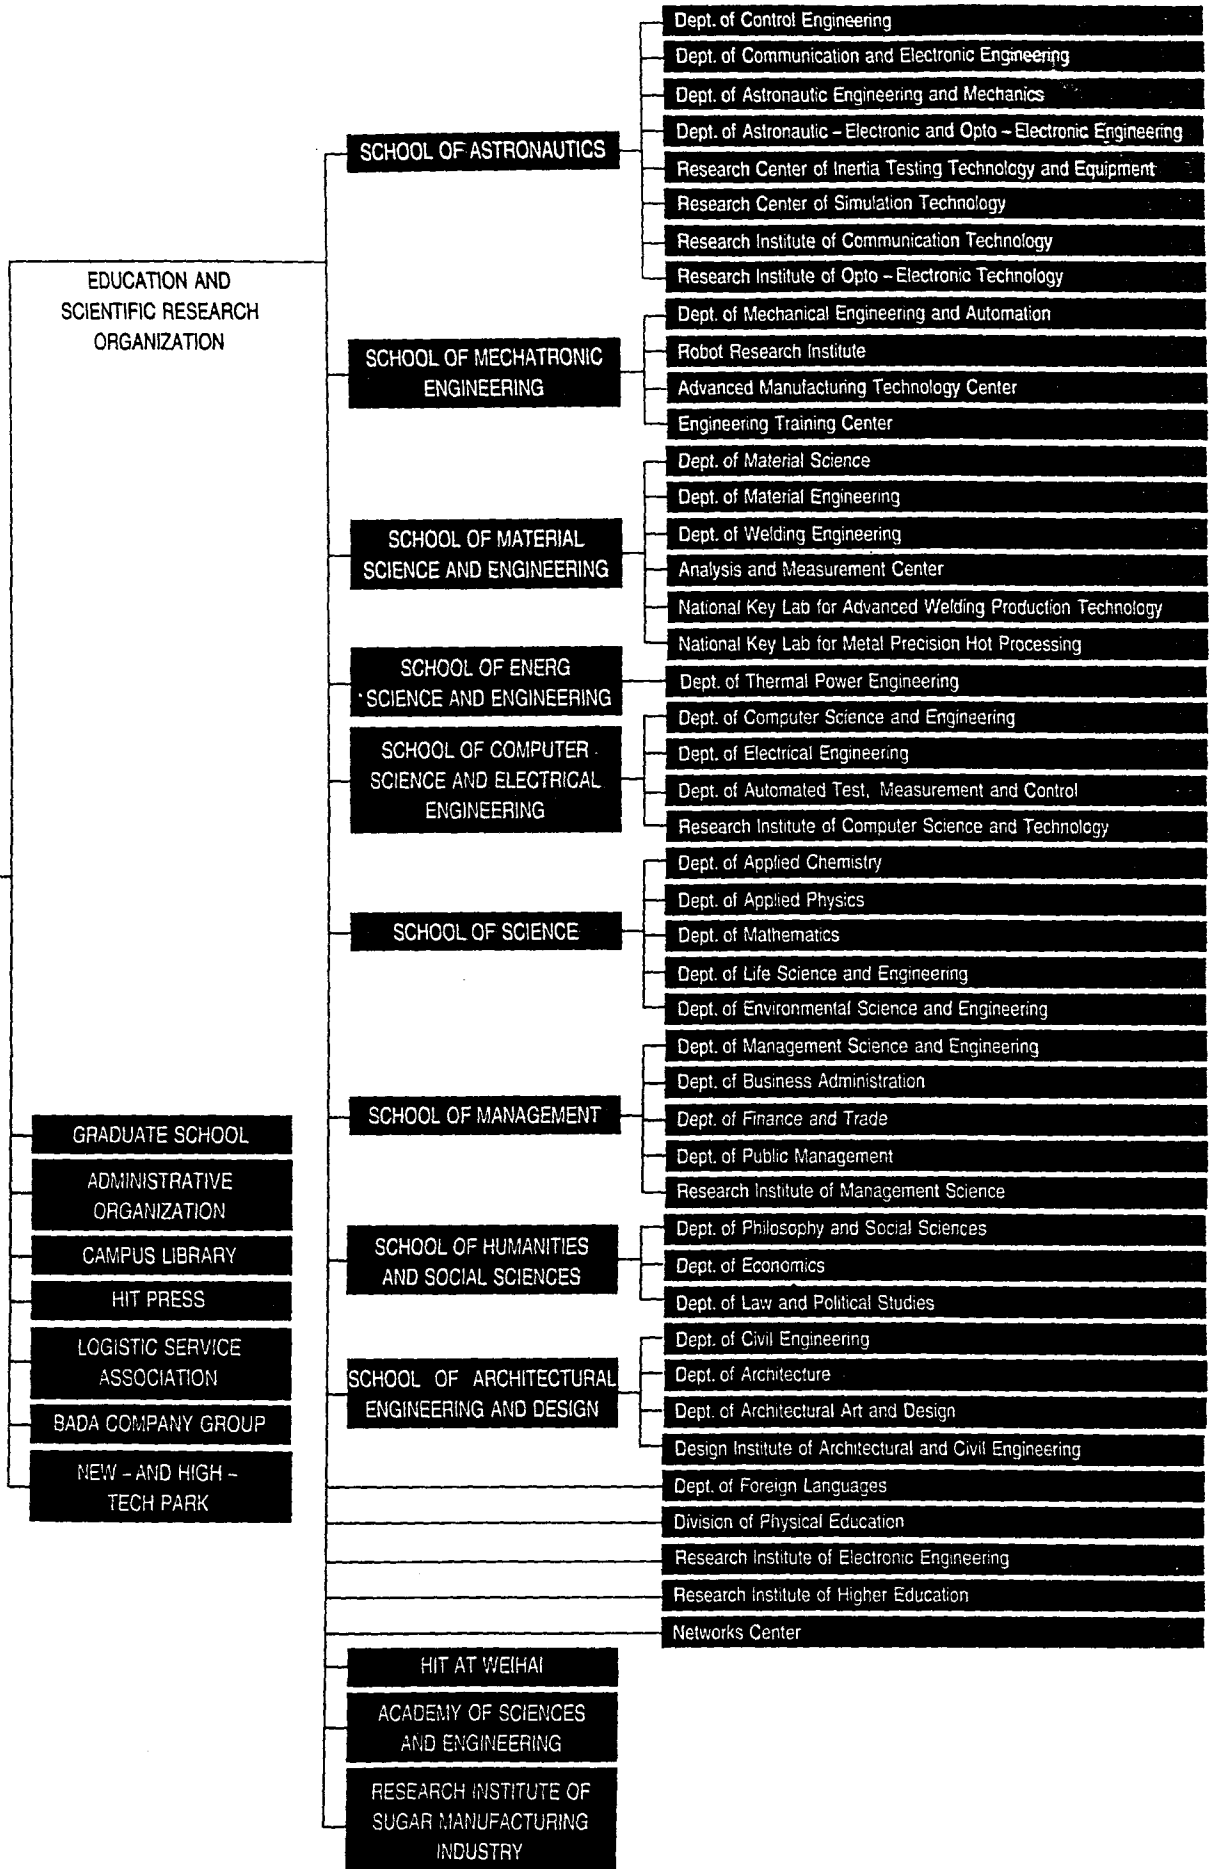 EDUCATION AND
SCIENTIFIC RESEARCH
ORGANIZATION
GRADUATE SCHOOL
ADMINISTRATIVE
ORGANIZATION
CAMPUS LIBRARY
HIT PRESS
LOGISTIC SERVICE
ASSOCIATION
BADA COMPANY GROUP
NEW – AND HIGH –
TECH PARK
SCHOOL OF ASTRONAUTICS
Dept. of Control Engineering
Dept. of Communication and Electronic Engineering
Dept. of Astronautic Engineering and Mechanics
Dept. of Astronautic – Electronic and Opto – Electronic Engineering
Research Center of Inertia Testing Technology and Equipment
Research Center of Simulation Technology
Research Institute of Communication Technology
Research Institute of Opto – Electronic Technology
SCHOOL OF MECHATRONIC
ENGINEERING
Dept. of Mechanical Engineering and Automation
Robot Research Institute
Advanced Manufacturing Technology Center
Engineering Training Center
SCHOOL OF MATERIAL
SCIENCE AND ENGINEERING
Dept. of Material Science
Dept. of Material Engineering
Dept. of Welding Engineering
Analysis and Measurement Center
National Key Lab for Advanced Welding Production Technology
National Key Lab for Metal Precision Hot Processing
SCHOOL OF ENERG
SCIENCE AND ENGINEERING
Dept. of Thermal Power Engineering
SCHOOL OF COMPUTER
SCIENCE AND ELECTRICAL
ENGINEERING
Dept. of Computer Science and Engineering
Dept. of Electrical Engineering
Dept. of Automated Test, Measurement and Control
Research Institute of Computer Science and Technology
SCHOOL OF SCIENCE
Dept. of Applied Chemistry
Dept. of Applied Physics
Dept. of Mathematics
Dept. of Life Science and Engineering
Dept. of Environmental Science and Engineering
SCHOOL OF MANAGEMENT
Dept. of Management Science and Engineering
Dept. of Business Administration
Dept. of Finance and Trade
Dept. of Public Management
Research Institute of Management Science
SCHOOL OF HUMANITIES
AND SOCIAL SCIENCES
Dept. of Philosophy and Social Sciences
Dept. of Economics
Dept. of Law and Political Studies
SCHOOL OF ARCHITECTURAL
ENGINEERING AND DESIGN
Dept. of Civil Engineering
Dept. of Architecture
Dept. of Architectural Art and Design
Design Institute of Architectural and Civil Engineering
Dept. of Foreign Languages
Division of Physical Education
Research Institute of Electronic Engineering
Research Institute of Higher Education
Networks Center
HIT AT WEIHAI
ACADEMY OF SCIENCES
AND ENGINEERING
RESEARCH INSTITUTE OF
SUGAR MANUFACTURING
INDUSTRY